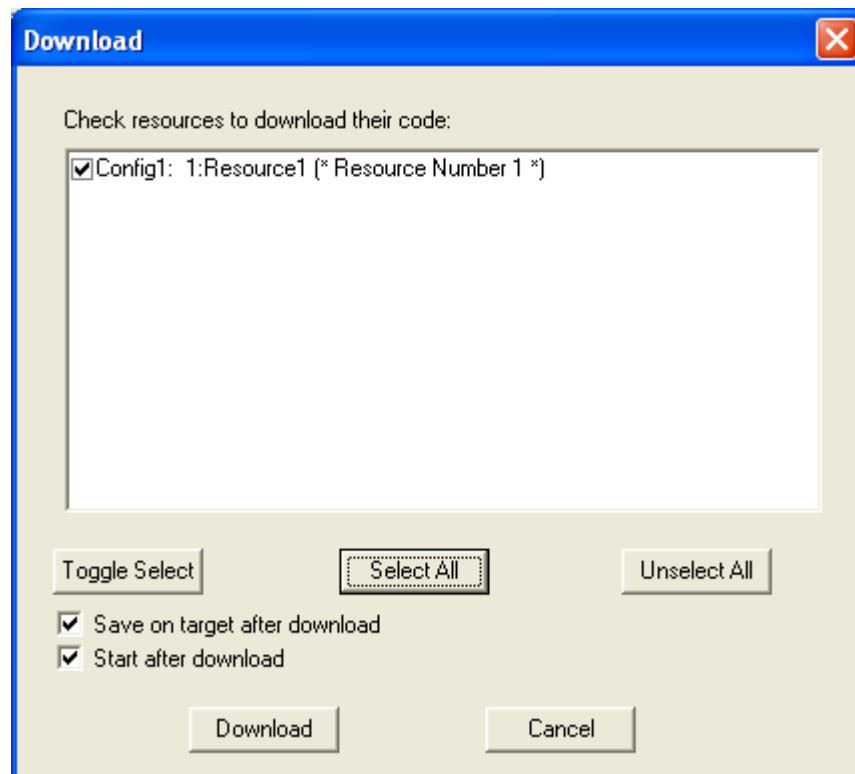 Download
Check resources to download their code:
Config1: 1:Resource1 (* Resource Number 1 *)
Toggle Select Select All Unselect All
Save on target after download
Start after download
Download Cancel